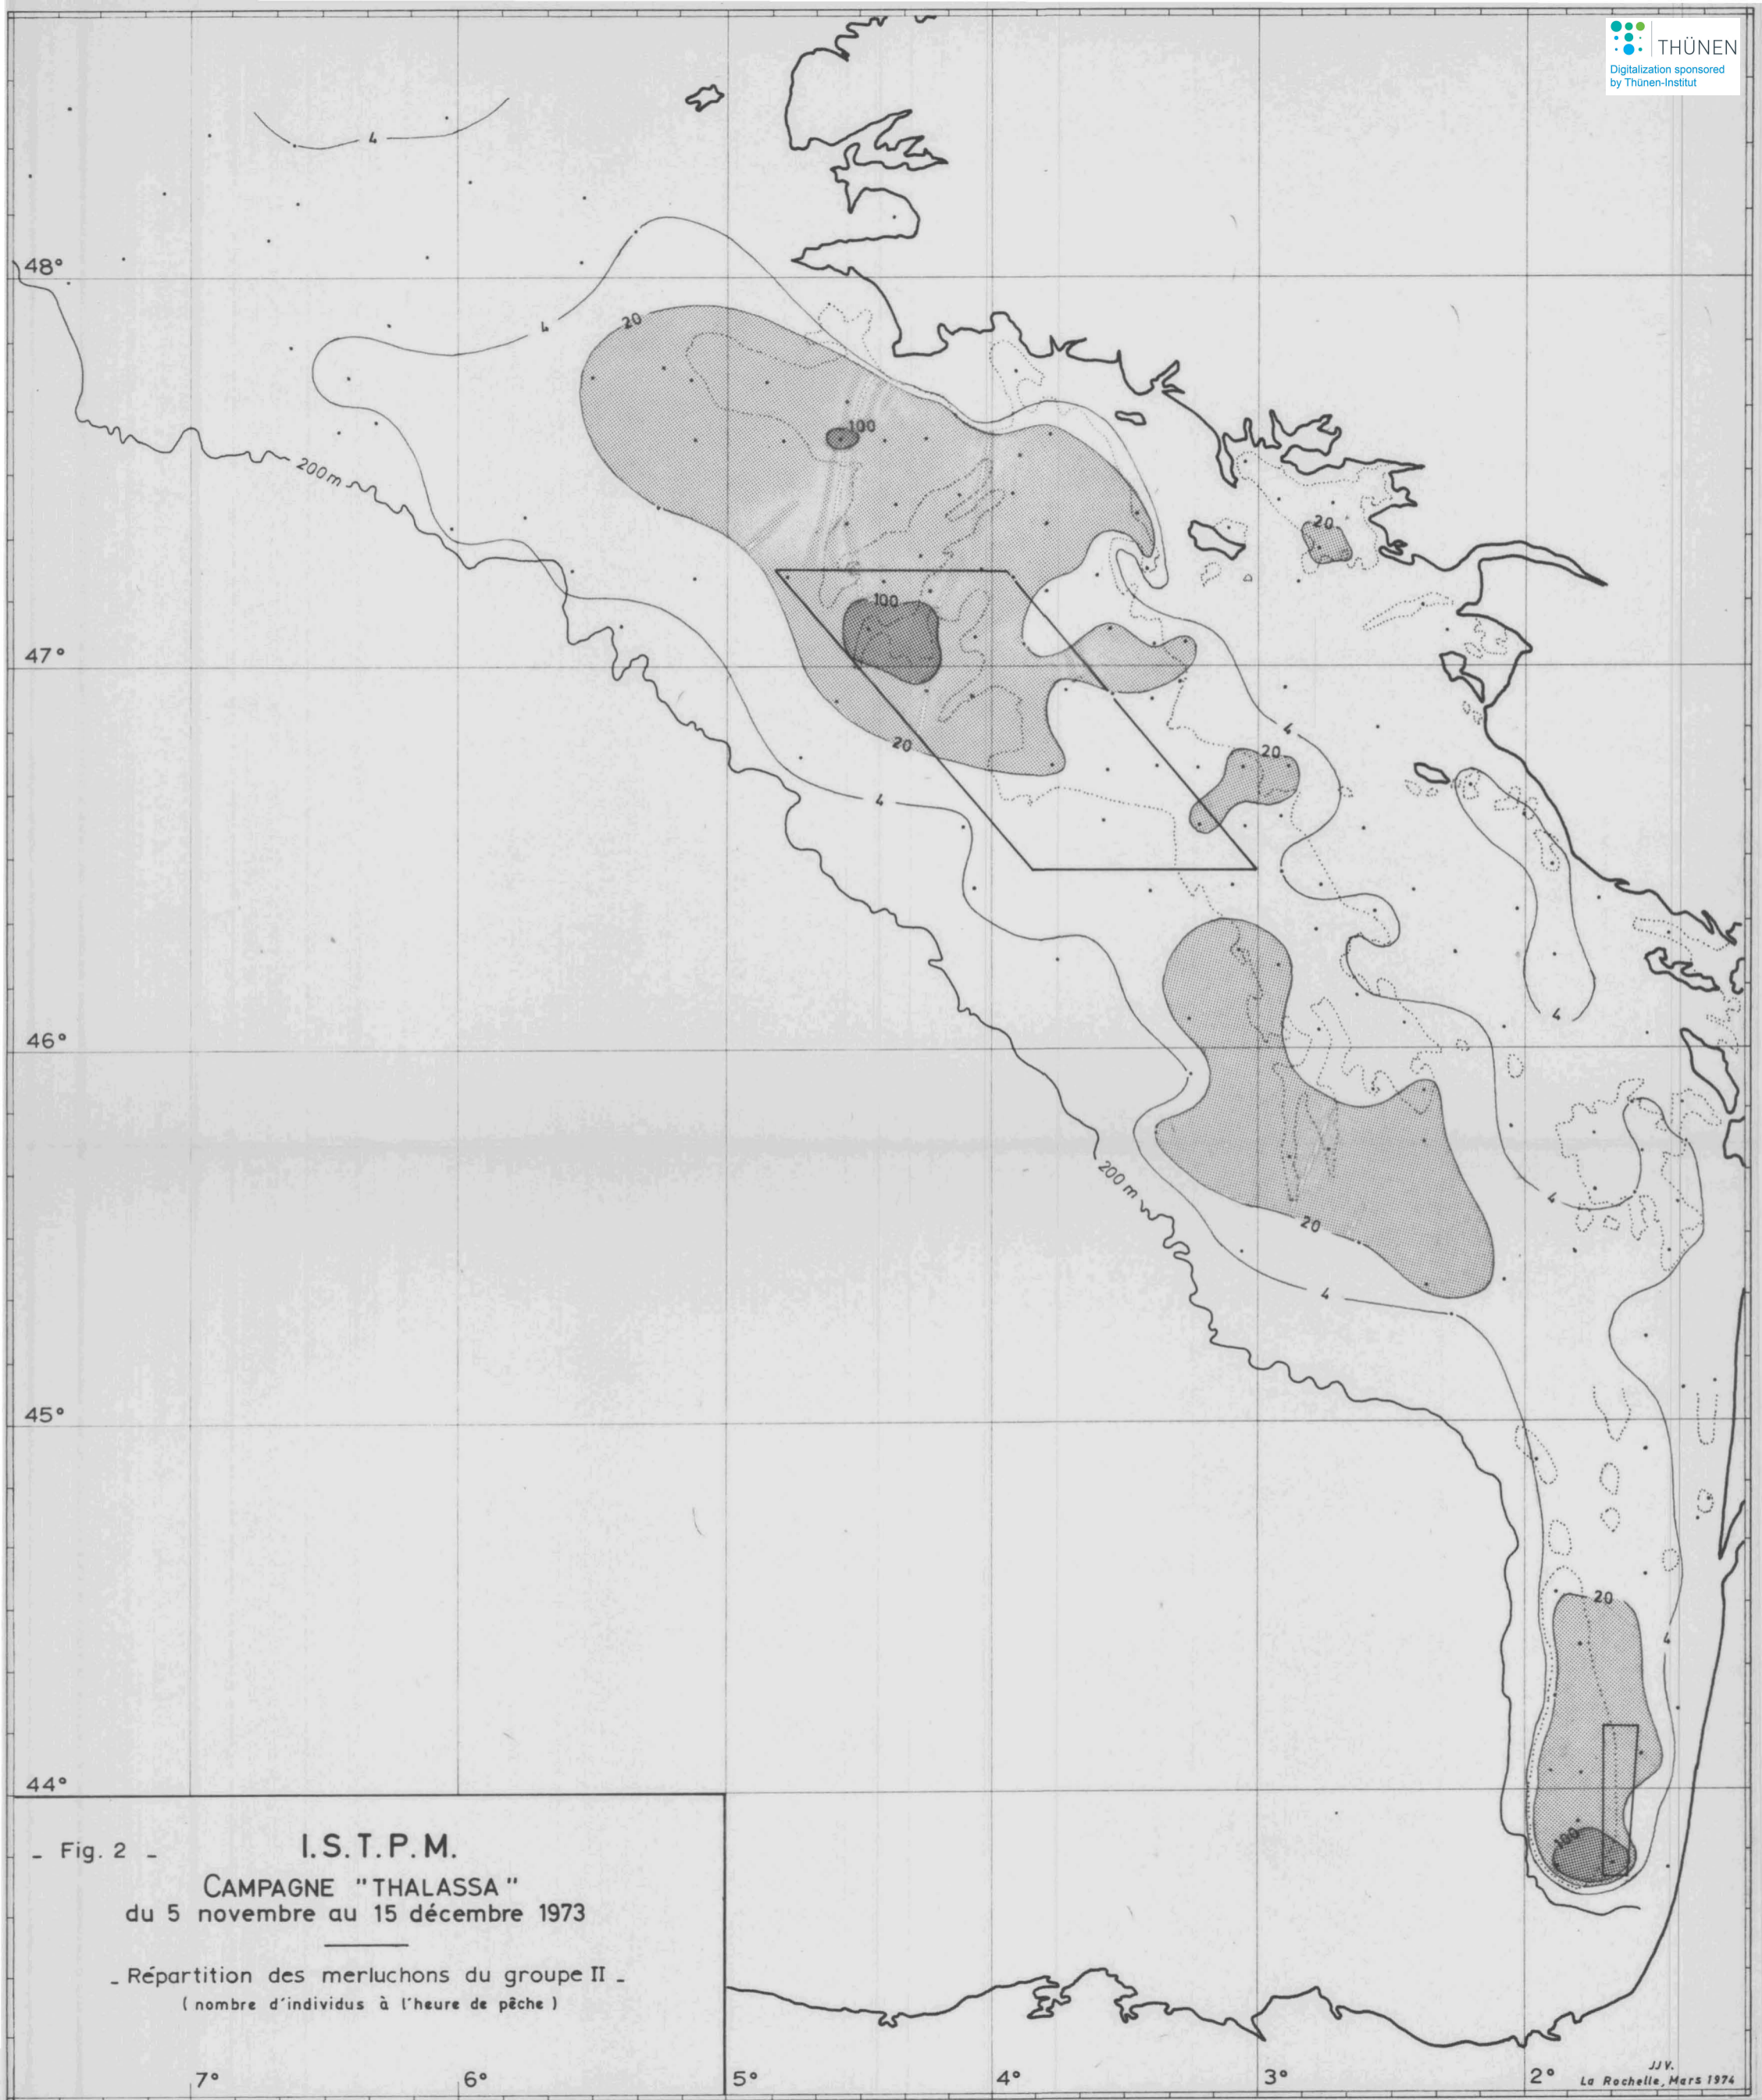 THÜNEN
Digitalization sponsored
by Thünen-Institut
4
48°
4
20
100
200m
20
100
47°
4
20
20
4
4
46°
200 m
4
20
4
45°
20
4
44°
100
- Fig. 2 -
I.S.T.P.M.
CAMPAGNE "THALASSA"
du 5 novembre au 15 décembre 1973
- Répartition des merluchons du groupe II -
( nombre d'individus à l'heure de pêche )
7°
6°
5°
4°
3°
2°
JJV.
La Rochelle, Mars 1974